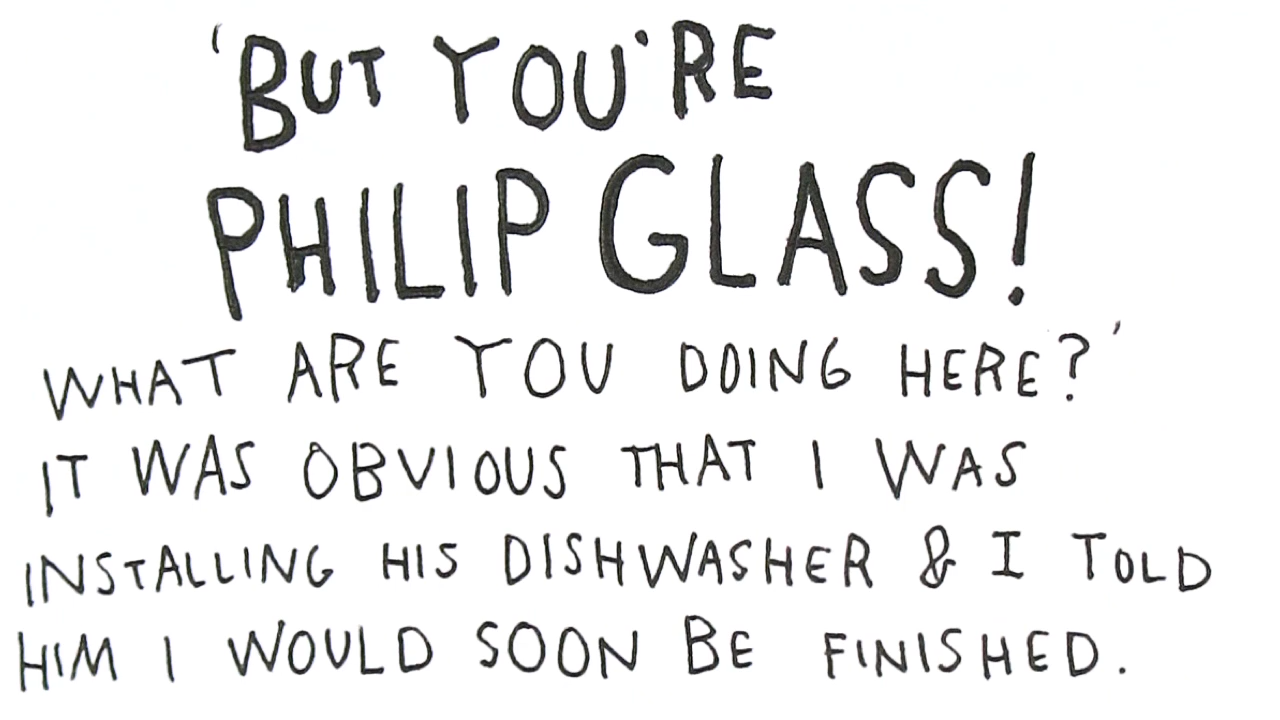 'BUT YOU'RE
PHILIP GLASS!
WHAT ARE YOU DOING HERE?'
IT WAS OBVIOUS THAT I WAS
INSTALLING HIS DISHWASHER & I TOLD
HIM I WOULD SOON BE FINISHED.